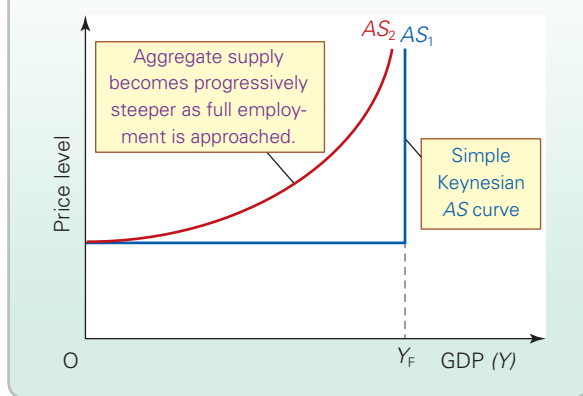 AS₂ AS₁
Aggregate supply
becomes progressively
steeper as full employ-
ment is approached.
Simple
Keynesian
AS curve
Price level
O
Y_F
GDP (Y)